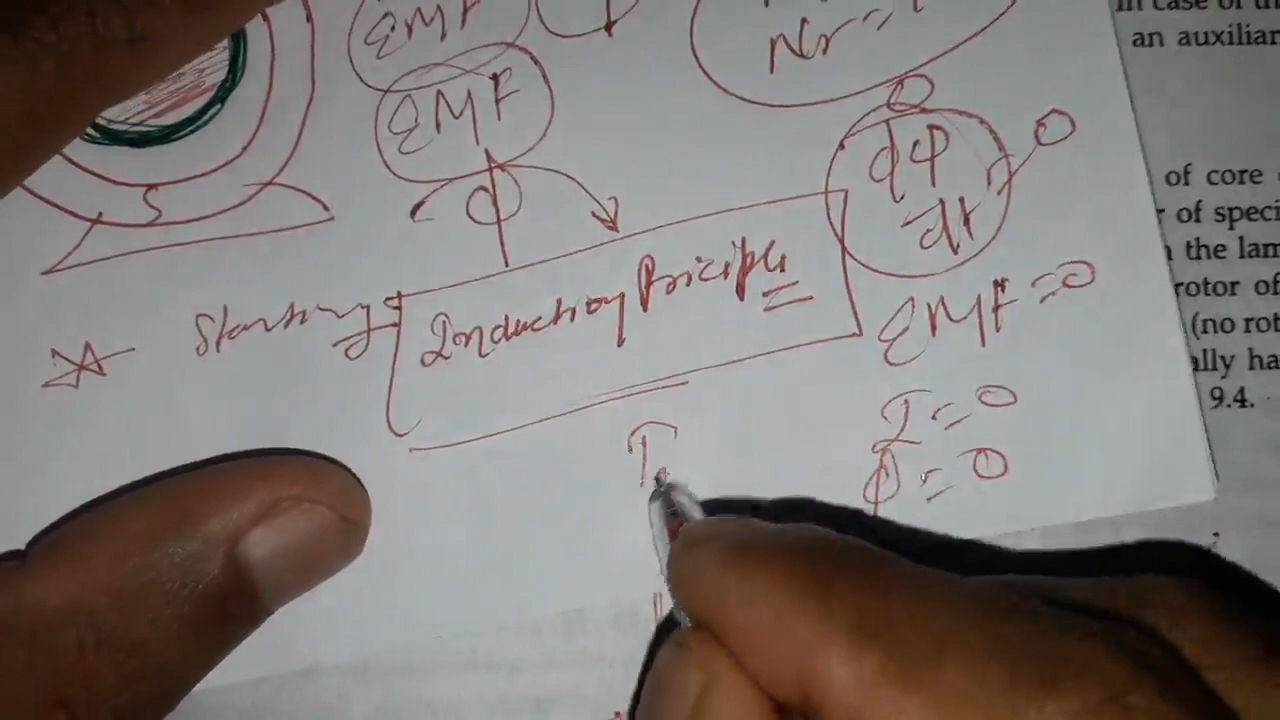 EMF
Nr =
EMF
dφ
dt
0
0
φ
S
Starting
Induction Priciple
EMF = 0
I = 0
φ = 0
T
in case of th
an auxiliar
of core
of speci
the lam
rotor of
(no rot
ally ha
9.4.